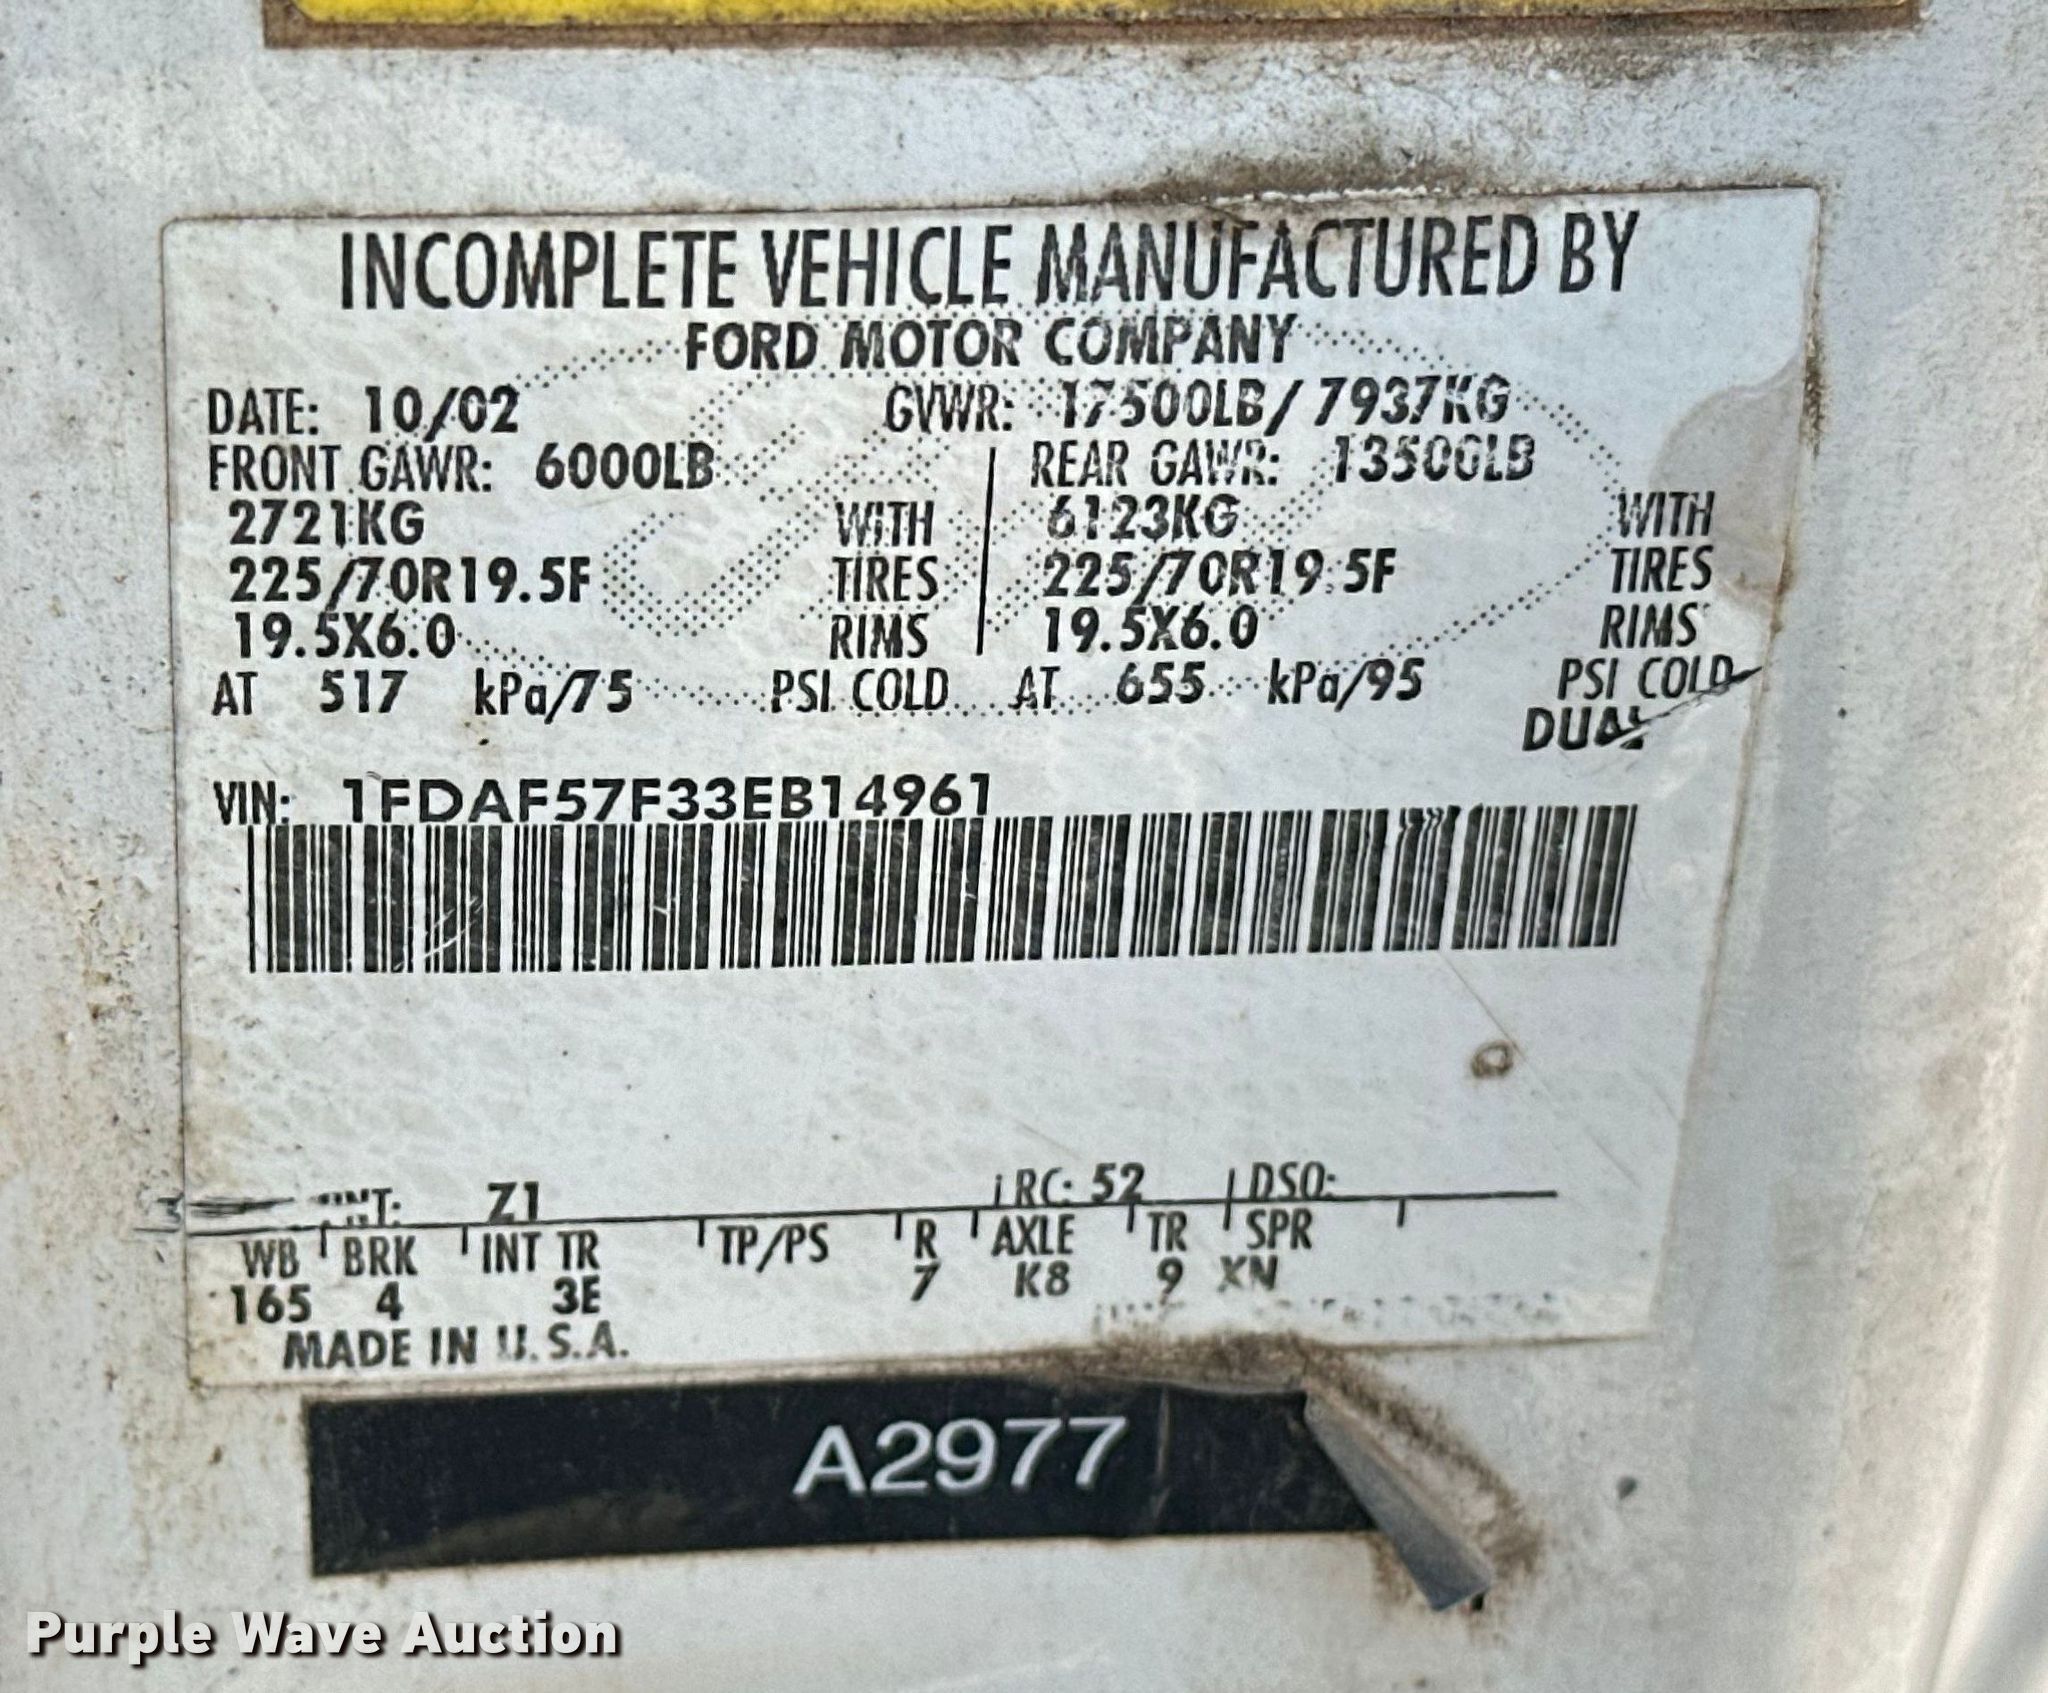 INCOMPLETE VEHICLE MANUFACTURED BY
FORD MOTOR COMPANY
DATE: 10/02 GVWR: 17500LB/ 7937KG
FRONT GAWR: 6000LB REAR GAWR: 13500LB
2721KG WITH 6123KG WITH
225/70R19.5F TIRES 225/70R19.5F TIRES
19.5X6.0 RIMS 19.5X6.0 RIMS
AT 517 kPa/75 PSI COLD AT 655 kPa/95 PSI COLD
DUAL
VIN: 1FDAF57F33EB14961
Z1 RC: 52 DSO:
WB BRK INT TR TP/PS R AXLE TR SPR
165 4 3E 7 K8 9 XN
MADE IN U.S.A.
A2977
Purple Wave Auction